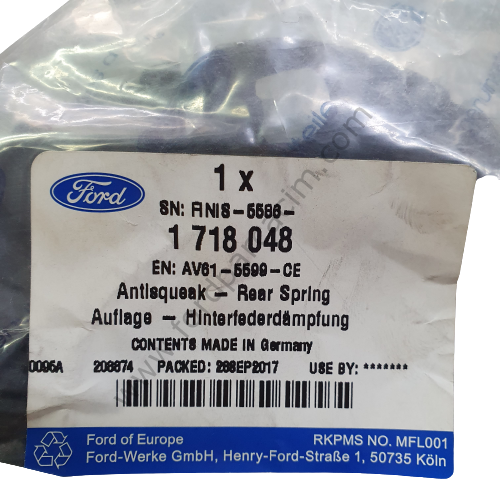 Ford
1 x
SN: FINIS-5586-
1 718 048
EN: AV61-5599-CE
Antisqueak - Rear Spring
Auflage - Hinterfederdämpfung
CONTENTS MADE IN Germany
0095A 206874 PACKED: 26SEP2017 USE BY: *******
Ford of Europe RKPMS NO. MFL001
Ford-Werke GmbH, Henry-Ford-Straße 1, 50735 Köln